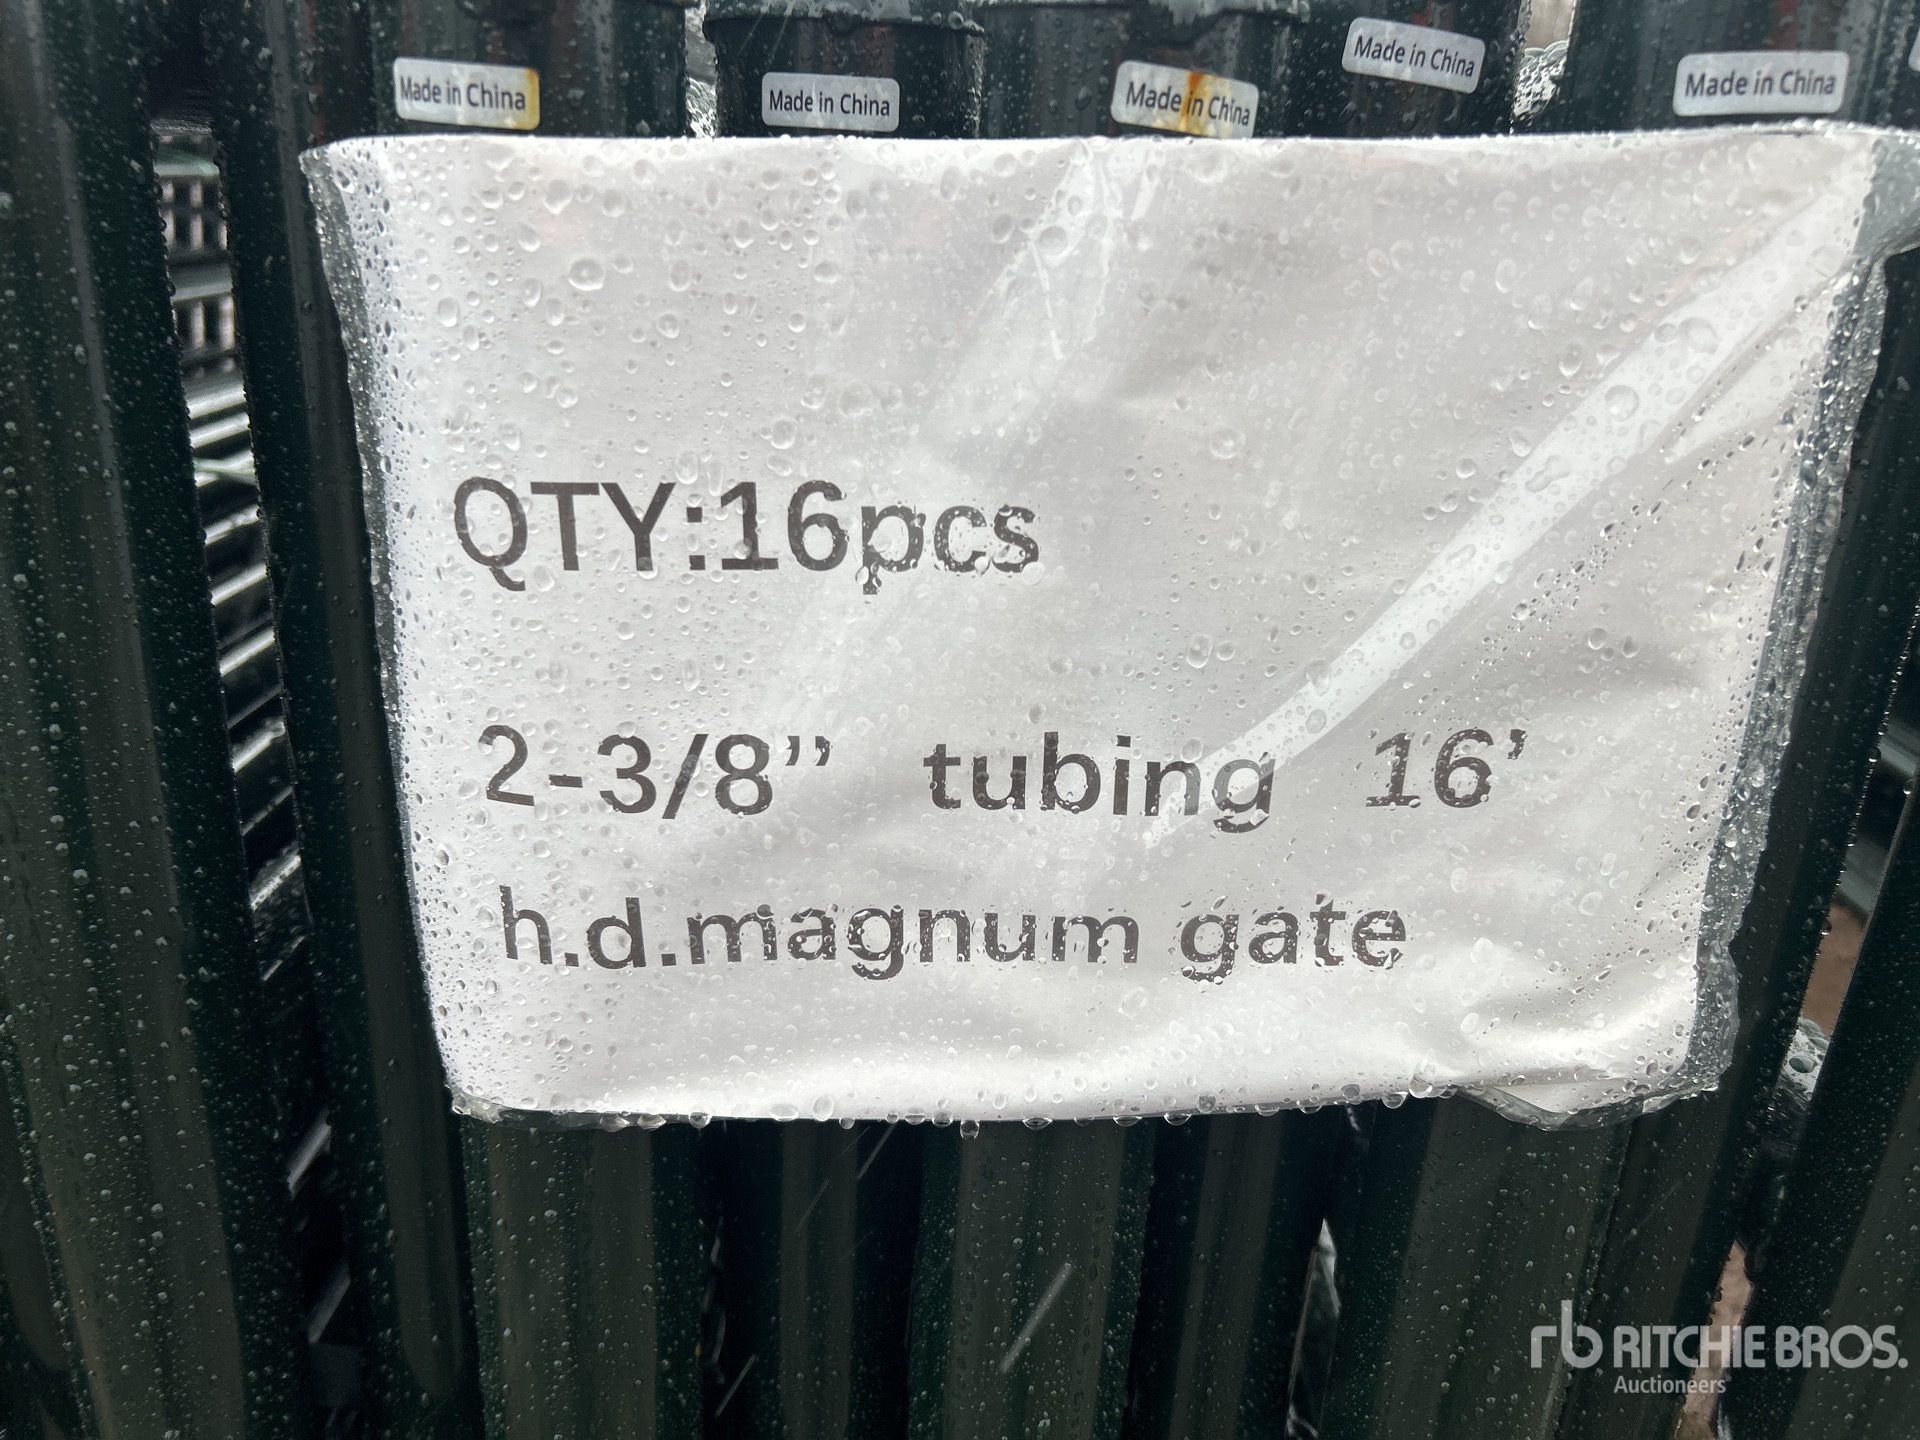 Made in China
Made in China
Made in China
Made in China
Made in China
QTY:16pcs
2-3/8” tubing 16’
h.d.magnum gate
rb RITCHIE BROS.
Auctioneers